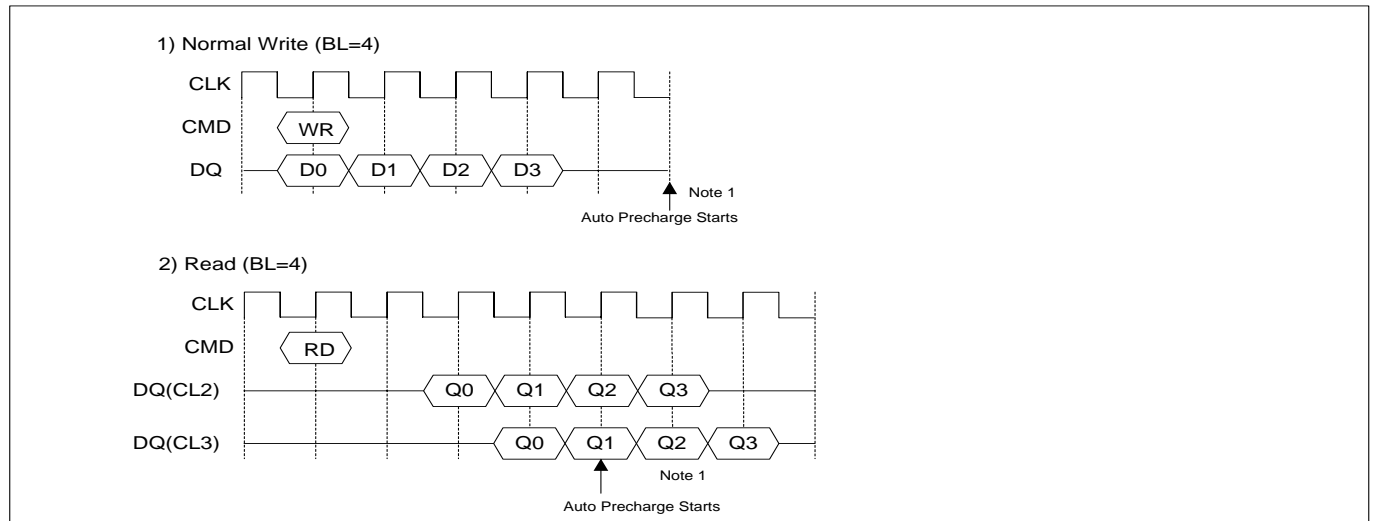 1) Normal Write (BL=4)
CLK
CMD WR
DQ D0 D1 D2 D3
Note 1
Auto Precharge Starts
2) Read (BL=4)
CLK
CMD RD
DQ(CL2) Q0 Q1 Q2 Q3
DQ(CL3) Q0 Q1 Q2 Q3
Note 1
Auto Precharge Starts